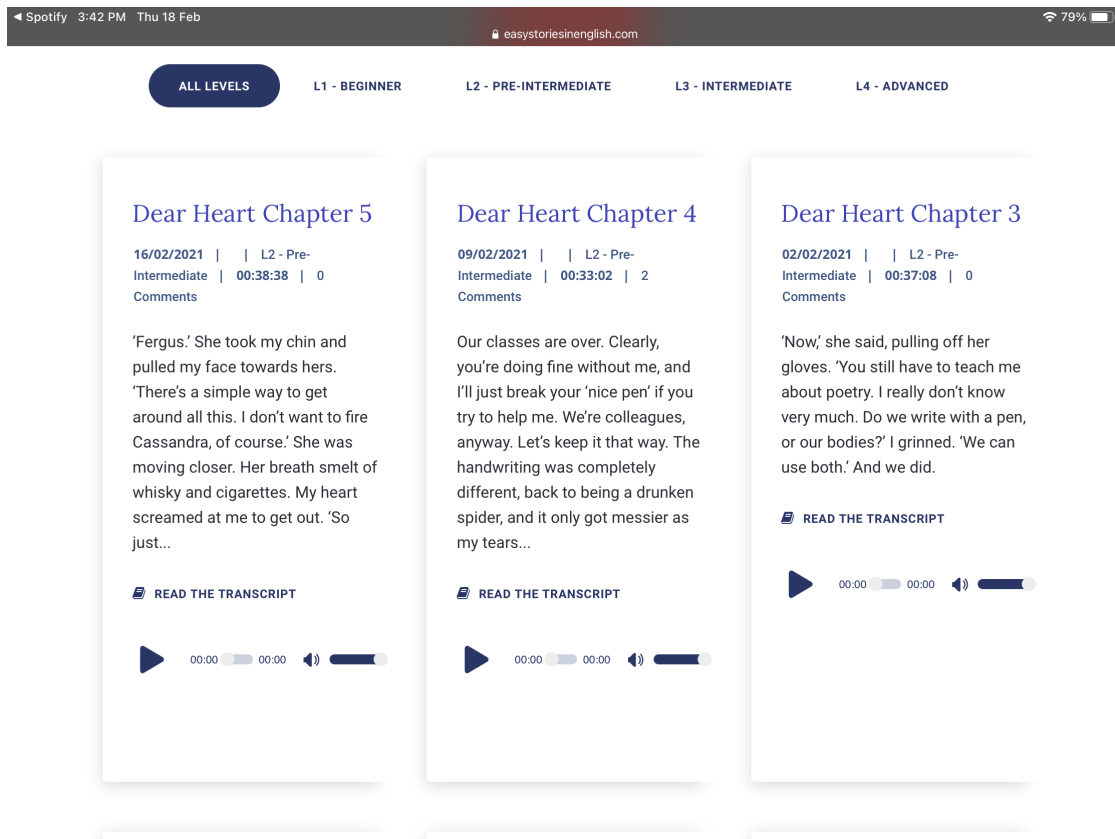 ◀ Spotify 3:42 PM Thu 18 Feb
79%
easystoriesinenglish.com
ALL LEVELS
L1 - BEGINNER
L2 - PRE-INTERMEDIATE
L3 - INTERMEDIATE
L4 - ADVANCED
Dear Heart Chapter 5
16/02/2021 | | L2 - Pre-
Intermediate | 00:38:38 | 0
Comments
‘Fergus.’ She took my chin and
pulled my face towards hers.
‘There’s a simple way to get
around all this. I don’t want to fire
Cassandra, of course.’ She was
moving closer. Her breath smelt of
whisky and cigarettes. My heart
screamed at me to get out. ‘So
just...
READ THE TRANSCRIPT
00:00 00:00
Dear Heart Chapter 4
09/02/2021 | | L2 - Pre-
Intermediate | 00:33:02 | 2
Comments
Our classes are over. Clearly,
you’re doing fine without me, and
I’ll just break your ‘nice pen’ if you
try to help me. We’re colleagues,
anyway. Let’s keep it that way. The
handwriting was completely
different, back to being a drunken
spider, and it only got messier as
my tears...
READ THE TRANSCRIPT
00:00 00:00
Dear Heart Chapter 3
02/02/2021 | | L2 - Pre-
Intermediate | 00:37:08 | 0
Comments
‘Now,’ she said, pulling off her
gloves. ‘You still have to teach me
about poetry. I really don’t know
very much. Do we write with a pen,
or our bodies?’ I grinned. ‘We can
use both.’ And we did.
READ THE TRANSCRIPT
00:00 00:00